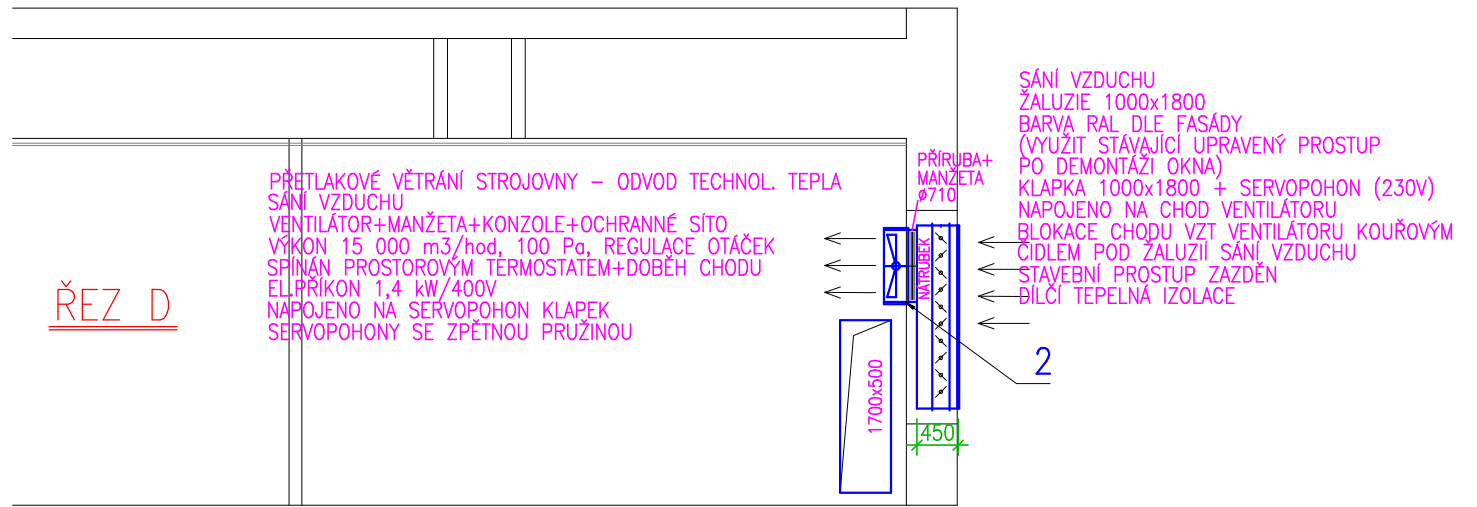 SÁNÍ VZDUCHU
ŽALUZIE 1000x1800
BARVA RAL DLE FASÁDY
(VYUŽIT STÁVAJÍCÍ UPRAVENÝ PROSTUP
PO DEMONTÁŽI OKNA)
KLAPKA 1000x1800 + SERVOPOHON (230V)
NAPOJENO NA CHOD VENTILÁTORU
BLOKACE CHODU VZT VENTILÁTORU KOUŘOVÝM
ČIDLEM POD ŽALUZIÍ SÁNÍ VZDUCHU
STAVEBNÍ PROSTUP ZAZDĚN
DÍLČÍ TEPELNÁ IZOLACE
PŘÍRUBA+
MANŽETA
ø710
PŘETLAKOVÉ VĚTRÁNÍ STROJOVNY – ODVOD TECHNOL. TEPLA
SÁNÍ VZDUCHU
VENTILÁTOR+MANŽETA+KONZOLE+OCHRANNÉ SÍTO
VÝKON 15 000 m3/hod, 100 Pa, REGULACE OTÁČEK
SPÍNÁN PROSTOROVÝM TERMOSTATEM+DOBĚH CHODU
EL.PŘÍKON 1,4 kW/400V
NAPOJENO NA SERVOPOHON KLAPEK
SERVOPOHONY SE ZPĚTNOU PRUŽINOU
NÁTRUBEK
ŘEZ D
2
1700x500
450